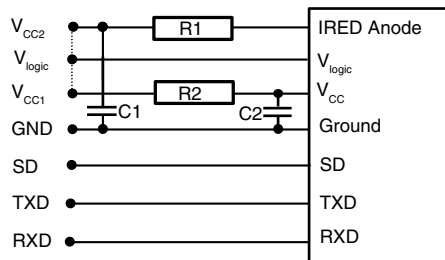 VCC2 R1 IRED Anode
Vlogic Vlogic
VCC1 R2 VCC
C1 C2
GND Ground
SD SD
TXD TXD
RXD RXD